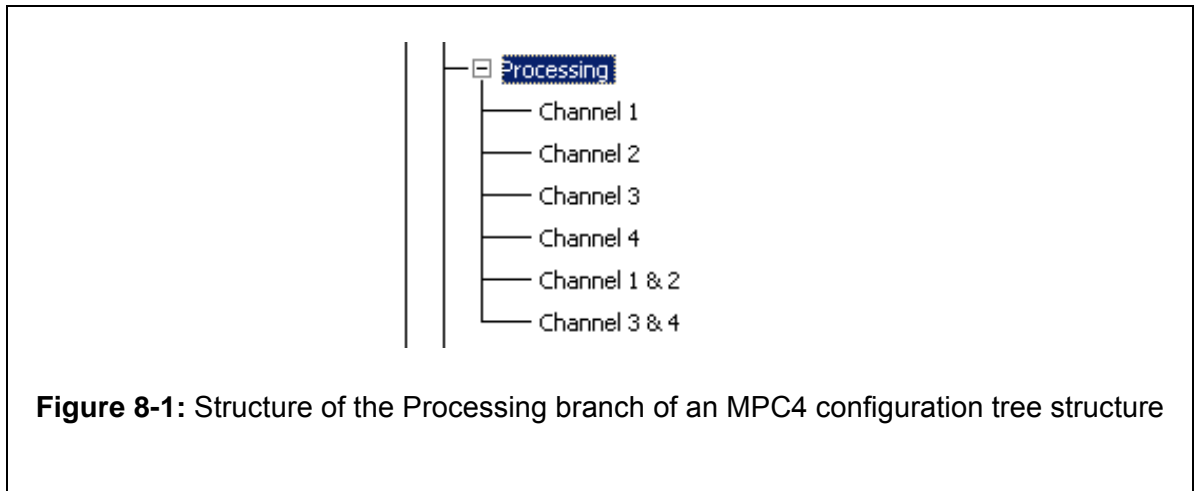 Processing
Channel 1
Channel 2
Channel 3
Channel 4
Channel 1 & 2
Channel 3 & 4
Figure 8-1: Structure of the Processing branch of an MPC4 configuration tree structure